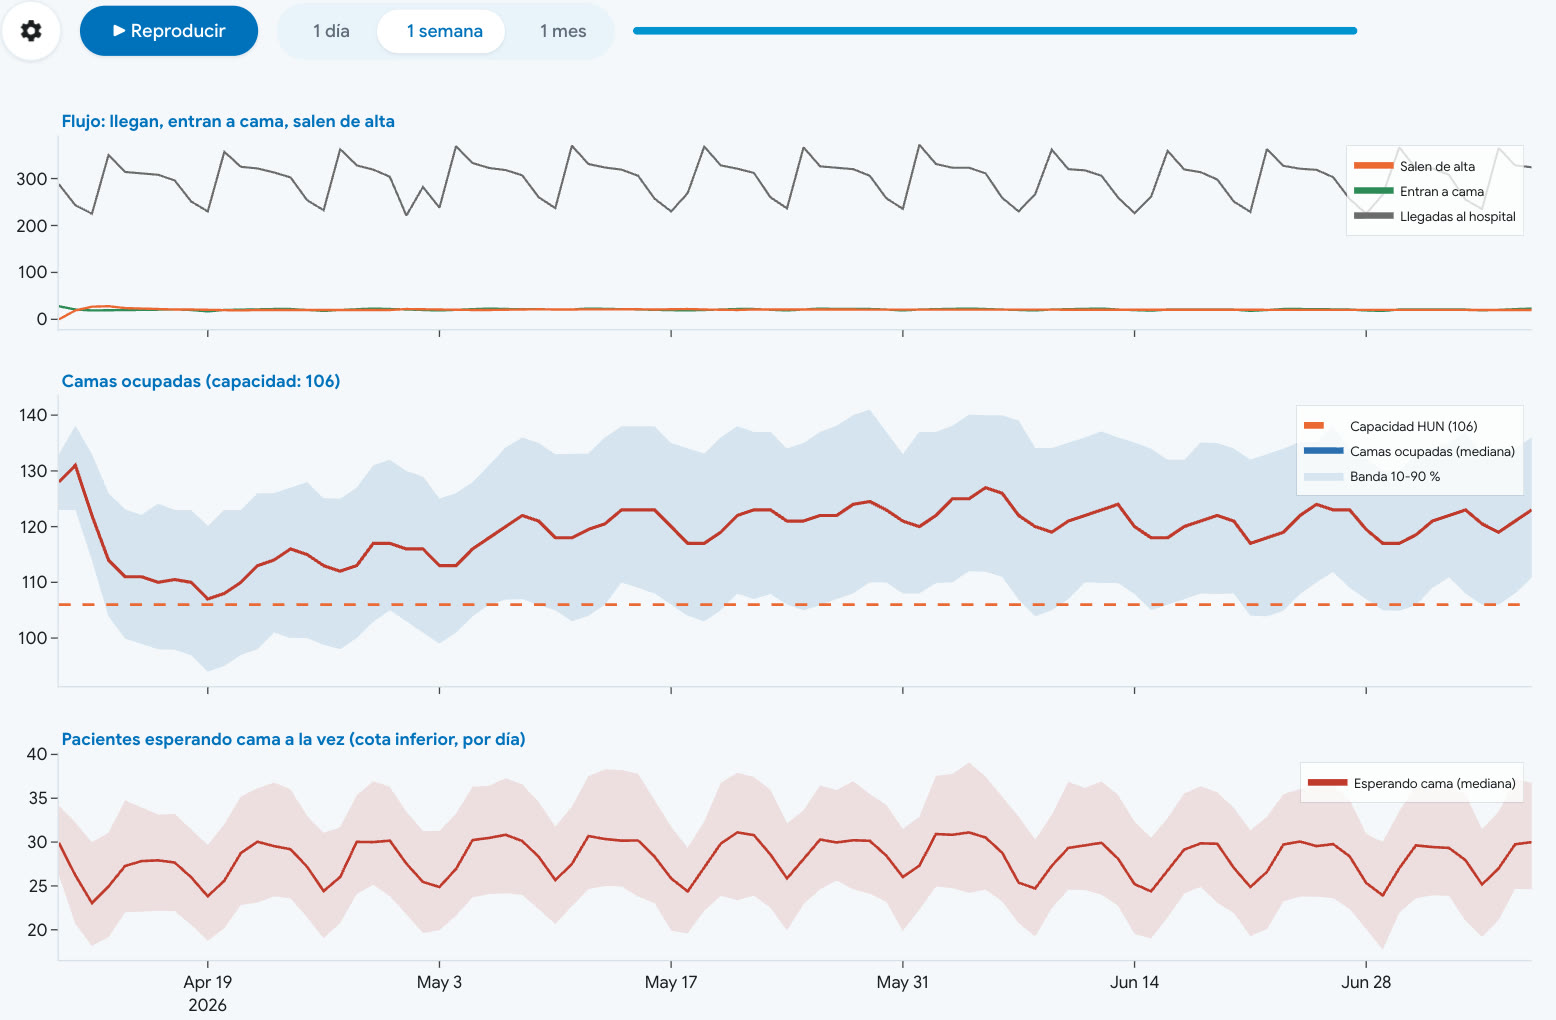 ▶ Reproducir
1 día
1 semana
1 mes
Flujo: llegan, entran a cama, salen de alta
300
200
100
0
Salen de alta
Entran a cama
Llegadas al hospital
Camas ocupadas (capacidad: 106)
140
130
120
110
100
Capacidad HUN (106)
Camas ocupadas (mediana)
Banda 10-90 %
Pacientes esperando cama a la vez (cota inferior, por día)
40
35
30
25
20
Esperando cama (mediana)
Apr 19
2026
May 3
May 17
May 31
Jun 14
Jun 28